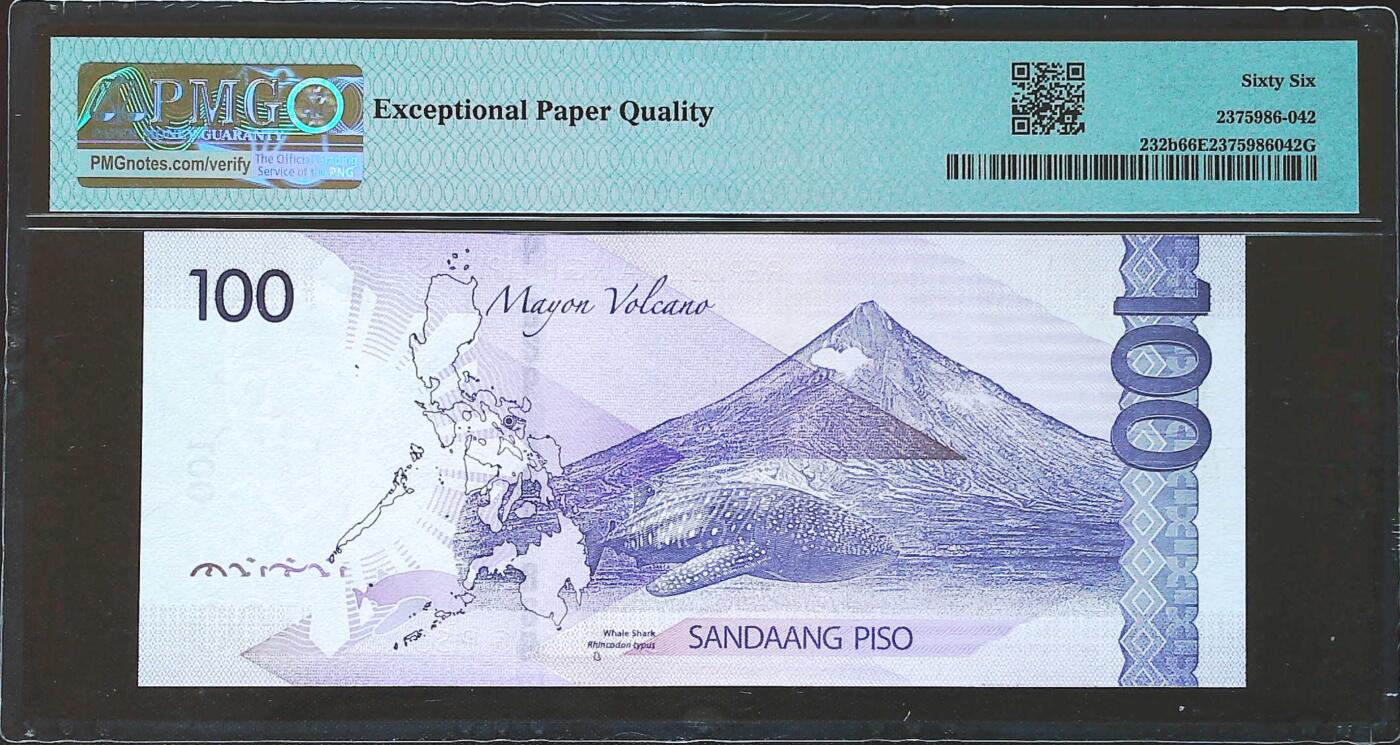 PMG
GUARANTY
PMGnotes.com/verify
The Official Grading
Service of the PNG
Exceptional Paper Quality
Sixty Six
2375986-042
232b66E2375986042G
100
Mayon Volcano
100
Whale Shark
Rhincodon typus
SANDAANG PISO